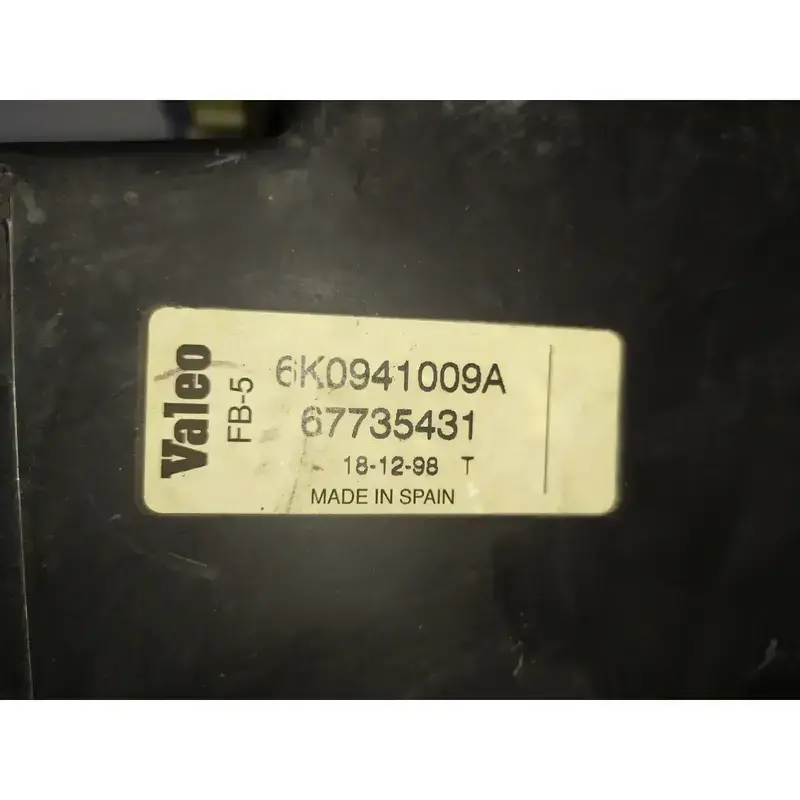 Valeo
FB-5
6K0941009A
67735431
18-12-98 T
MADE IN SPAIN